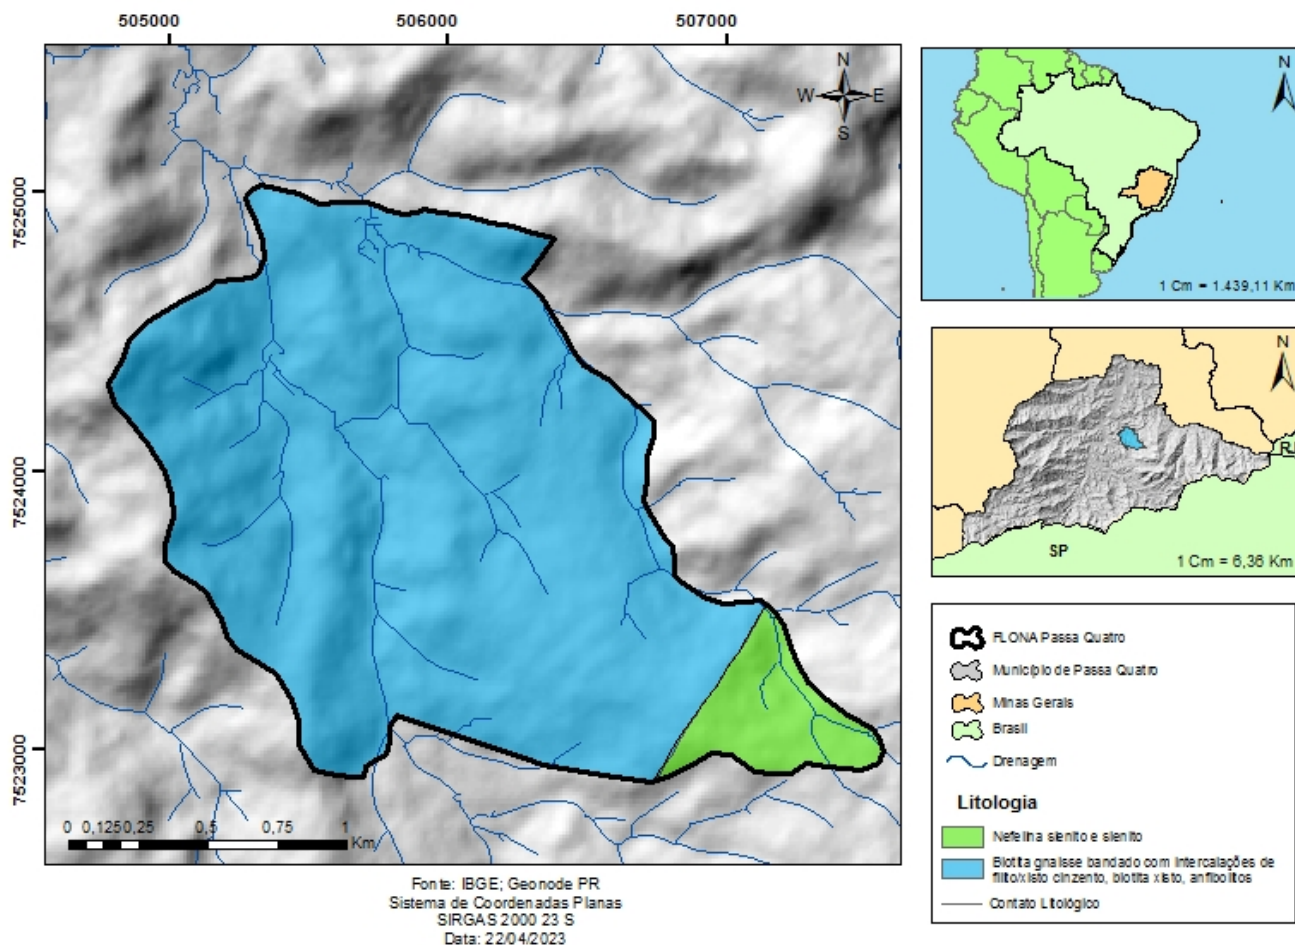 505000
506000
507000
7525000
7524000
7523000
N
W E
S
0 0,125 0,25 0,5 0,75 1
Km
Fonte: IBGE; Geonode PR
Sistema de Coordenadas Planas
SIRGAS 2000 23 S
Data: 22/04/2023
N
1 Cm = 1.439,11 Km
N
RJ
SP
1 Cm = 6,36 Km
FLONA Passa Quatro
Município de Passa Quatro
Minas Gerais
Brasil
Drenagem
Litologia
Nefelina sienito e sienito
Biotita gnaisse bandado com intercalações de
filito/xisto cinzento, biotita xisto, anfibolitos
Contato Litológico